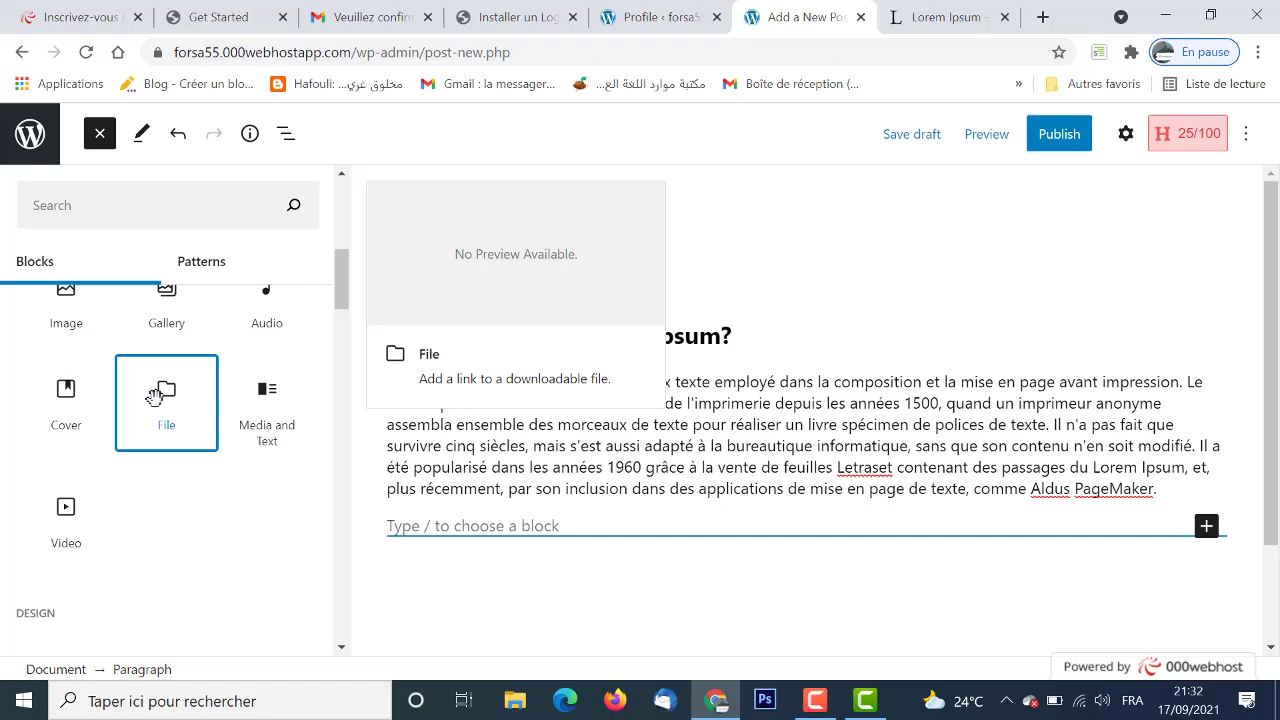 Inscrivez-vous
Get Started
Veuillez confirm
Installer un Log
Profile ‹ forsa5
Add a New Pos
Lorem Ipsum -
forsa55.000webhostapp.com/wp-admin/post-new.php
En pause
Applications
Blog - Créer un blo...
Hafouli: مخلوق غري...
Gmail : la messager...
مكتبة موارد اللغة الع...
Boîte de réception (...
»
Autres favoris
Liste de lecture
Save draft
Preview
Publish
H 25/100
Search
Blocks
Patterns
Image
Gallery
Audio
Cover
File
Media and
Text
Video
DESIGN
No Preview Available.
File
Add a link to a downloadable file.
psum?
texte employé dans la composition et la mise en page avant impression. Le
de l'imprimerie depuis les années 1500, quand un imprimeur anonyme
assembla ensemble des morceaux de texte pour réaliser un livre spécimen de polices de texte. Il n'a pas fait que
survivre cinq siècles, mais s'est aussi adapté à la bureautique informatique, sans que son contenu n'en soit modifié. Il a
été popularisé dans les années 1960 grâce à la vente de feuilles Letraset contenant des passages du Lorem Ipsum, et,
plus récemment, par son inclusion dans des applications de mise en page de texte, comme Aldus PageMaker.
Type / to choose a block
Document → Paragraph
Powered by 000webhost
Taper ici pour rechercher
Ps
24°C
FRA
21:32
17/09/2021